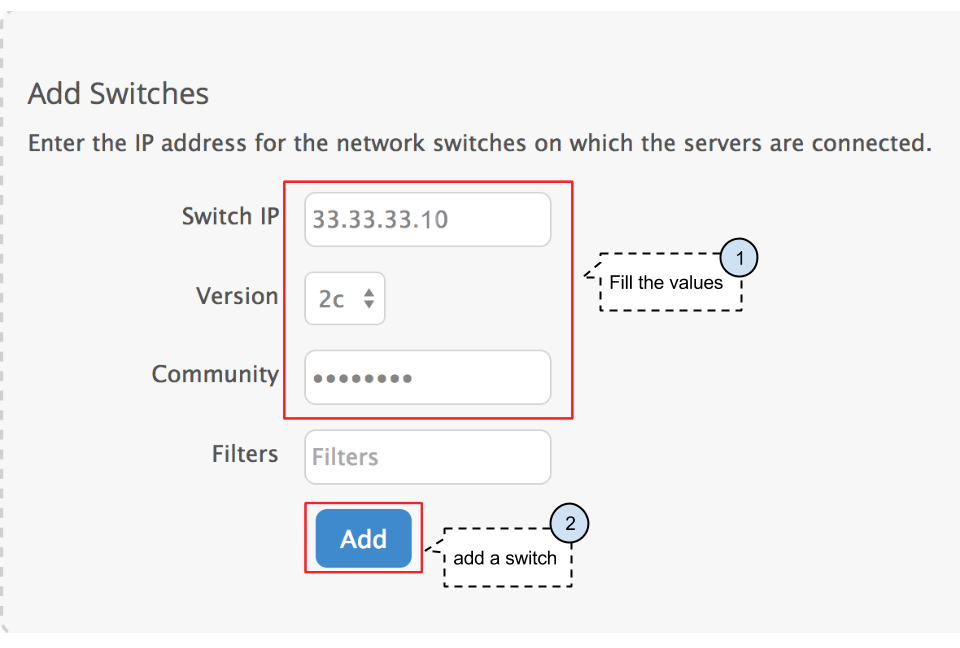 Add Switches
Enter the IP address for the network switches on which the servers are connected.
Switch IP 33.33.33.10
1
Fill the values
Version 2c
Community ••••••••
Filters Filters
Add
2
add a switch